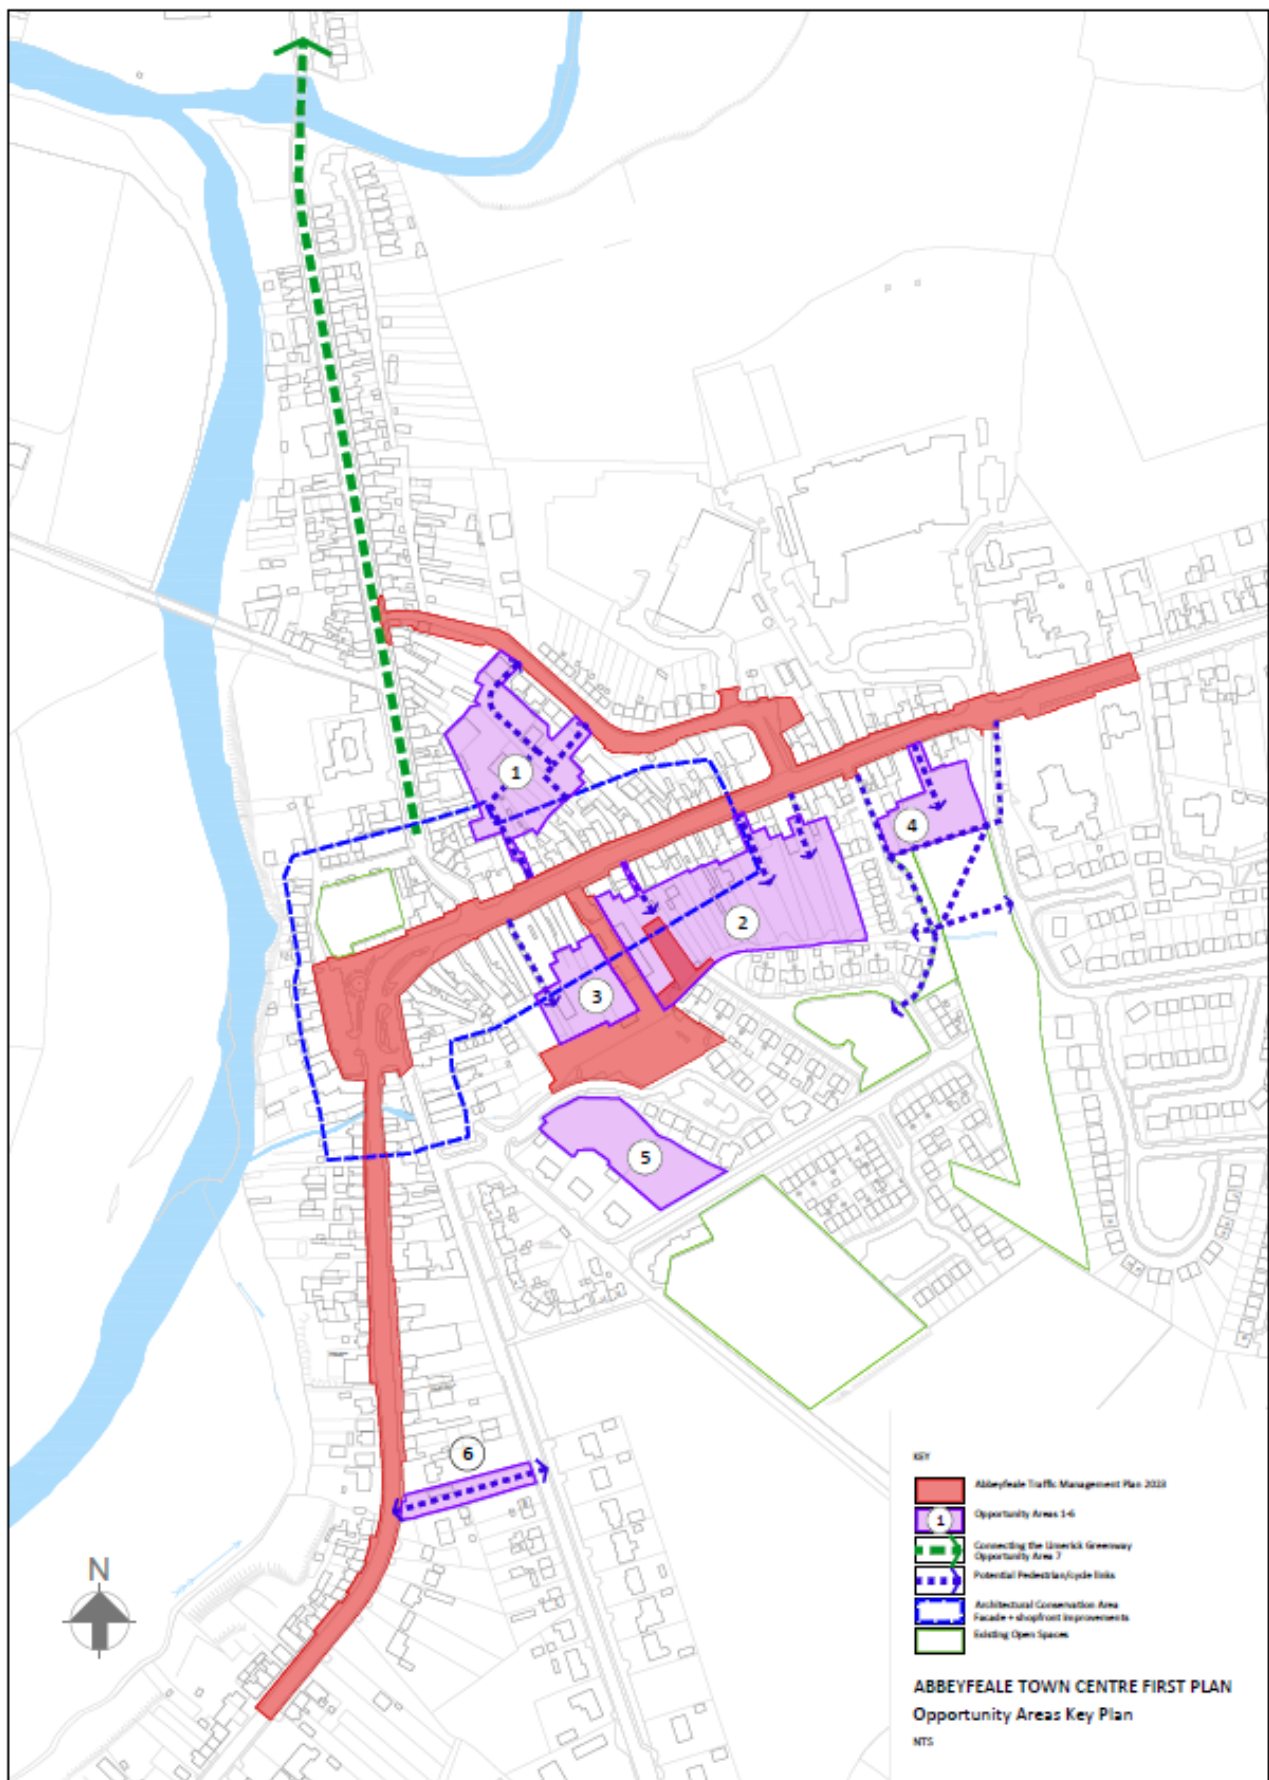 1
4
2
3
5
6
N
KEY
Abbeyfeale Traffic Management Plan 2023
1
Opportunity Areas 1-6
Connecting the Limerick Greenway
Opportunity Area 7
Potential Pedestrian/cycle links
Architectural Conservation Area
Facade + shopfront improvements
Existing Open Spaces
ABBEYFEALE TOWN CENTRE FIRST PLAN
Opportunity Areas Key Plan
NTS